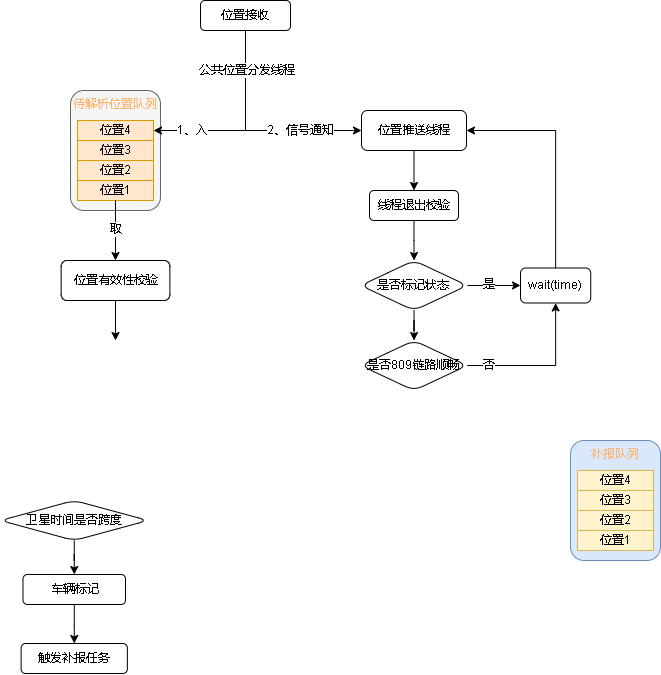 位置接收
公共位置分发线程
待解析位置队列
位置4
位置3
位置2
位置1
1、入
2、信号通知
位置推送线程
取
线程退出校验
位置有效性校验
是否标记状态
是
wait(time)
是否809链路顺畅
否
补报队列
位置4
位置3
位置2
位置1
卫星时间是否跨度
车辆标记
触发补报任务